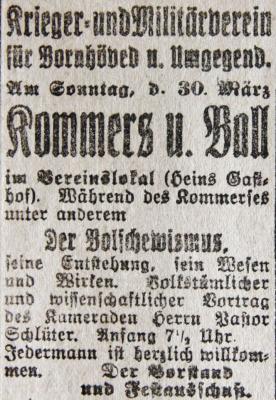 Krieger- und Militärverein
für Bornhöved u. Umgegend.
Am Sonntag, d. 30. März
Kommers u. Ball
im Vereinslokal (Heins Gast-
hof). Während des Kommerses
unter anderem
Der Bolschewismus,
seine Entstehung, sein Wesen
und Wirken. Volkstümlicher
und wissenschaftlicher Vortrag
des Kameraden Herrn Pastor
Schlüter. Anfang 7½ Uhr.
Jedermann ist herzlich willkom-
men. Der Vorstand
und Festausschuß.